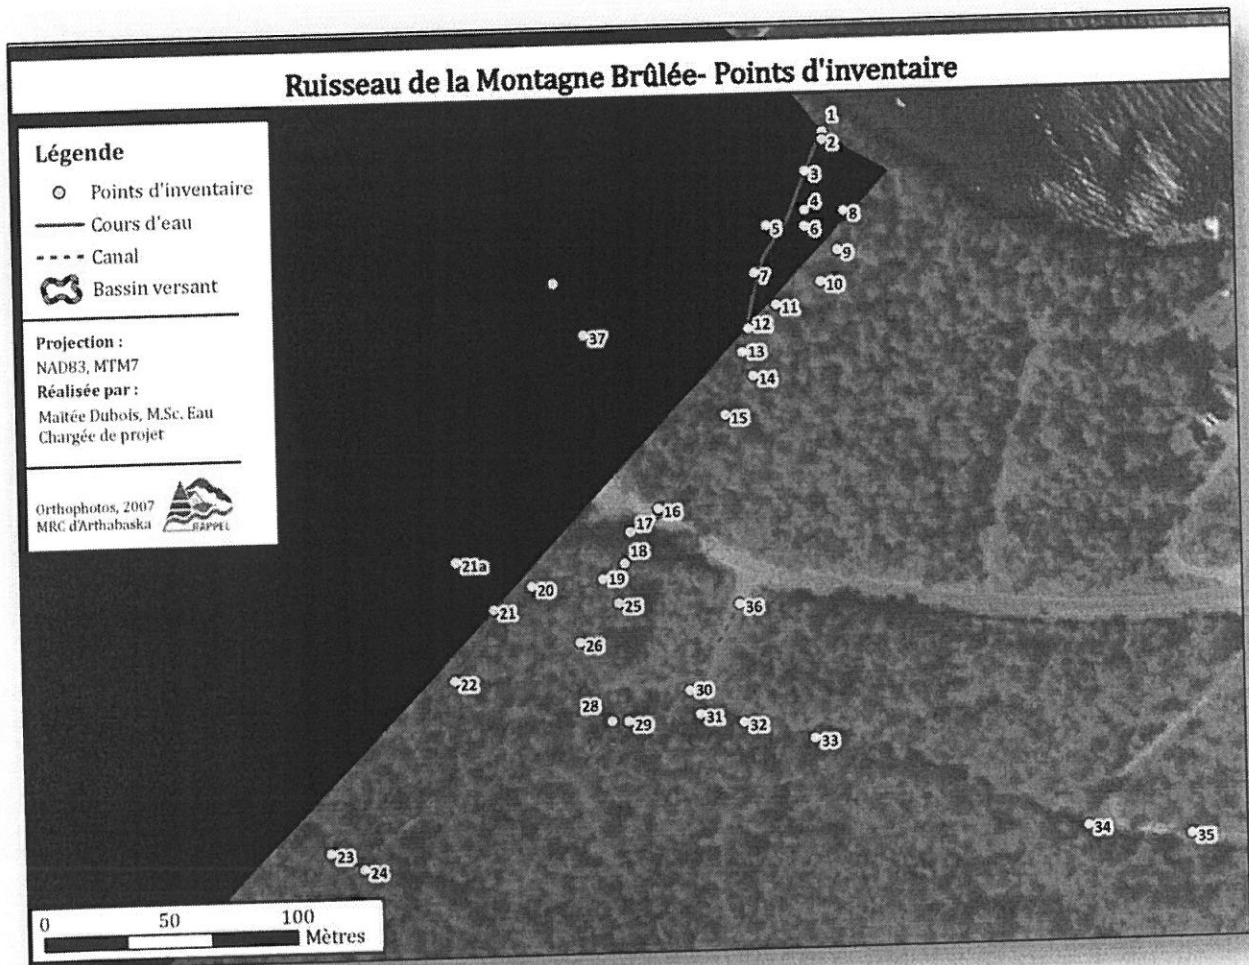 Ruisseau de la Montagne Brûlée- Points d'inventaire
Légende
Points d'inventaire
Cours d'eau
Canal
Bassin versant
Projection :
NAD83, MTM7
Réalisée par :
Maïtée Dubois, M.Sc. Eau
Chargée de projet
Orthophotos, 2007
MRC d'Arthabaska
RAPPEL
1
2
3
4
8
5
6
9
7
10
11
12
37
13
14
15
16
17
18
21a
19
20
25
36
21
26
22
30
28
29
31
32
33
34
35
23
24
0 50 100
Mètres